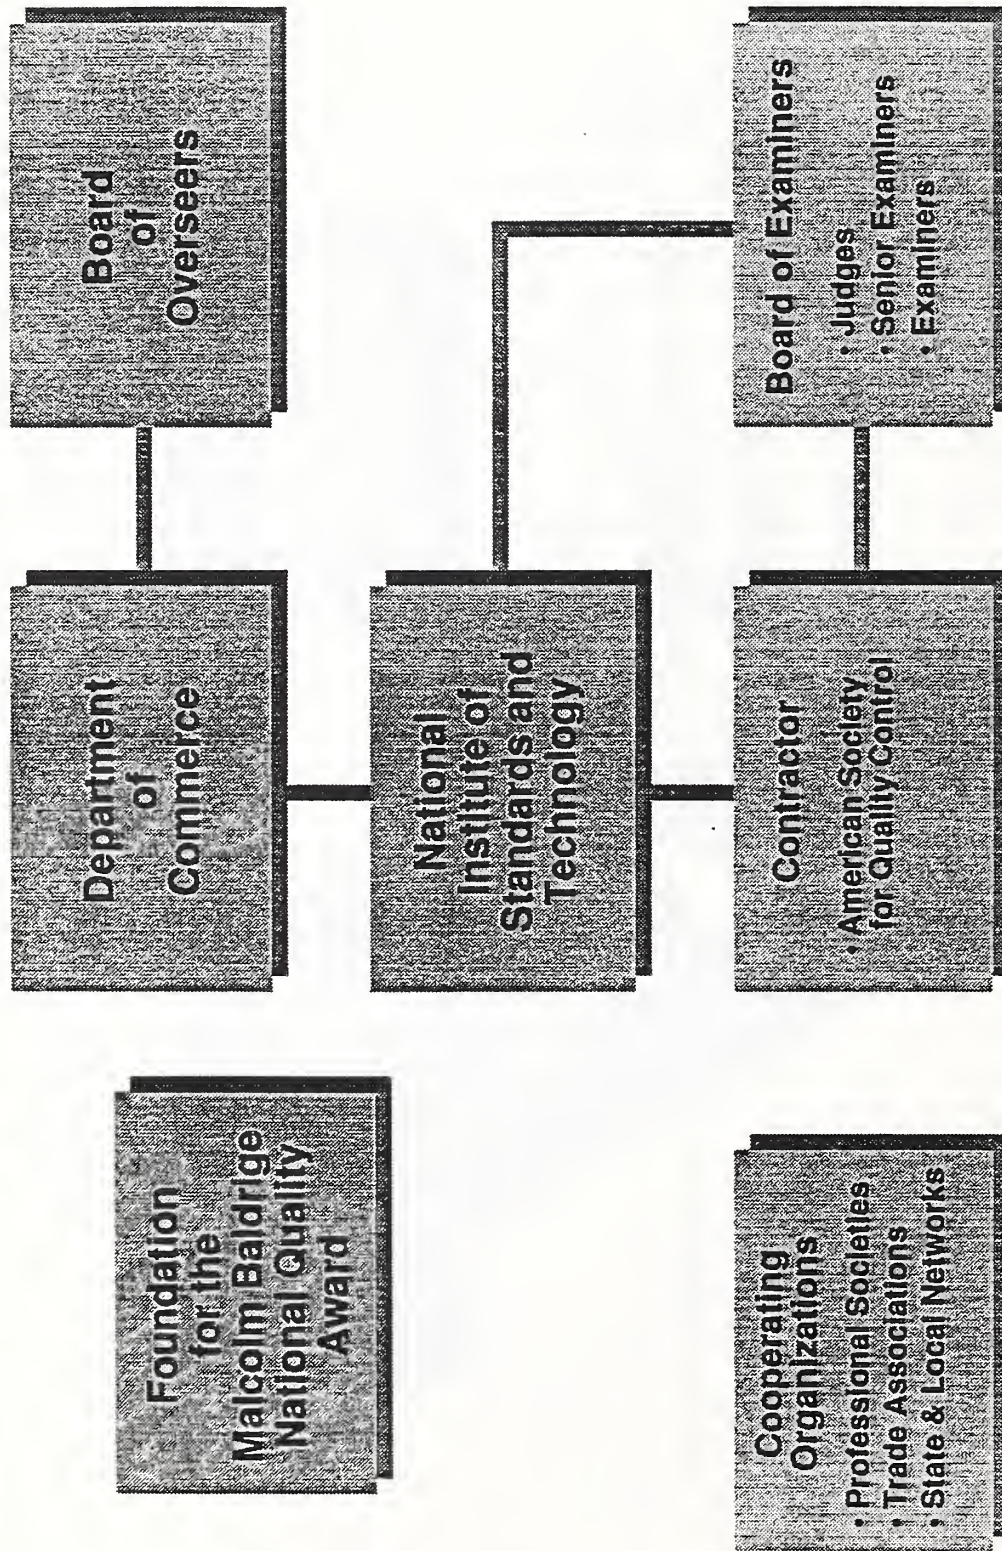 Foundation
for the
Malcolm Baldrige
National Quality
Award
Department
of
Commerce
Board
of
Overseers
National
Institute of
Standards and
Technology
Cooperating
Organizations
• Professional Societies
• Trade Associations
• State & Local Networks
Contractor
• American Society
for Quality Control
Board of Examiners
• Judges
• Senior Examiners
• Examiners